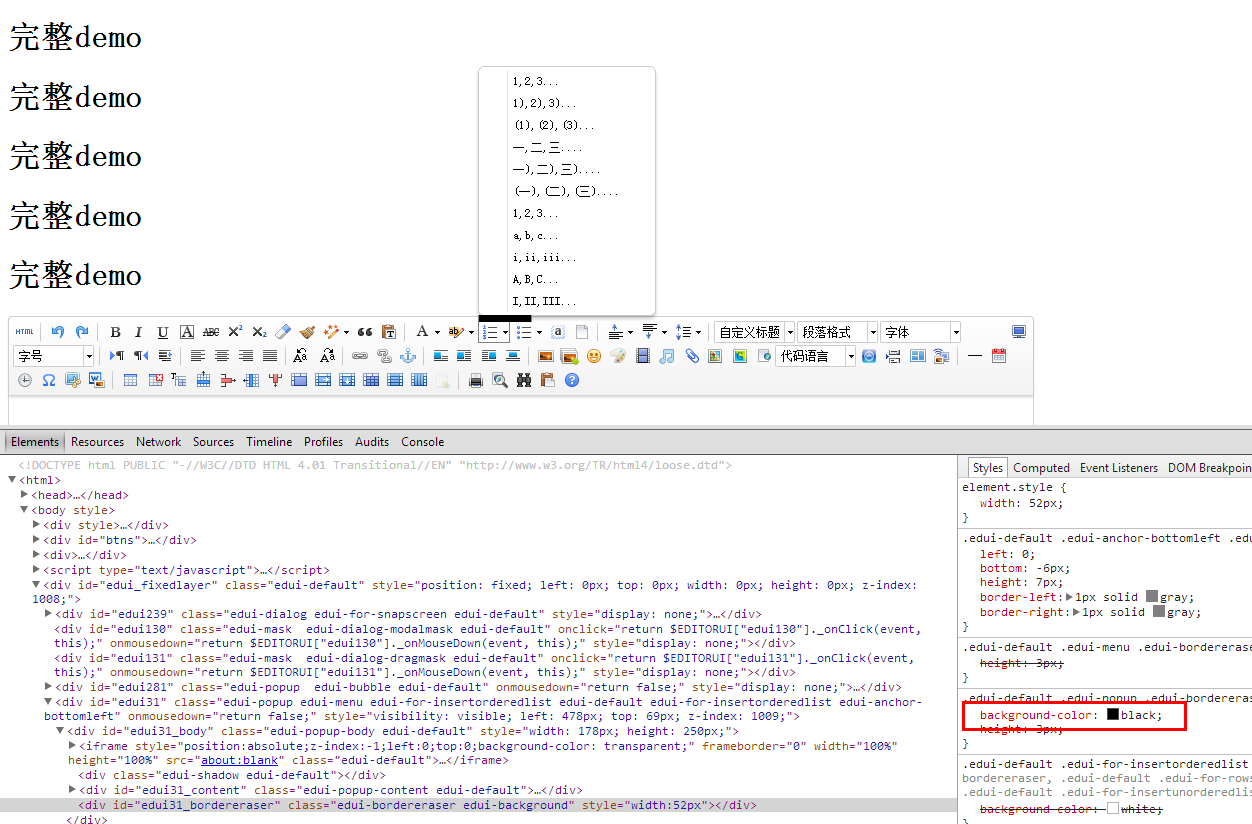 完整demo
完整demo
完整demo
完整demo
完整demo
1,2,3...
1),2),3)...
(1),(2),(3)...
一,二,三....
一),二),三)....
(一),(二),(三)....
1,2,3...
a,b,c...
i,ii,iii...
A,B,C...
I,II,III...
HTML B I U A ABC X² X₂ A ab a 自定义标题 段落格式 字体
字号 代码语言
Elements Resources Network Sources Timeline Profiles Audits Console
<!DOCTYPE html PUBLIC "-//W3C//DTD HTML 4.01 Transitional//EN" "http://www.w3.org/TR/html4/loose.dtd">
<html>
<head>…</head>
<body style>
<div style>…</div>
<div id="btns">…</div>
<div>…</div>
<script type="text/javascript">…</script>
<div id="edui_fixedlayer" class="edui-default" style="position: fixed; left: 0px; top: 0px; width: 0px; height: 0px; z-index:
1008;">
<div id="edui239" class="edui-dialog edui-for-snapscreen edui-default" style="display: none;">…</div>
<div id="edui130" class="edui-mask  edui-dialog-modalmask edui-default" onclick="return $EDITORUI["edui130"]._onClick(event,
this);" onmousedown="return $EDITORUI["edui130"]._onMouseDown(event, this);" style="display: none;"></div>
<div id="edui131" class="edui-mask  edui-dialog-dragmask edui-default" onclick="return $EDITORUI["edui131"]._onClick(event,
this);" onmousedown="return $EDITORUI["edui131"]._onMouseDown(event, this);" style="display: none;"></div>
<div id="edui281" class="edui-popup  edui-bubble edui-default" onmousedown="return false;" style="display: none;">…</div>
<div id="edui31" class="edui-popup edui-menu edui-for-insertorderedlist edui-default edui-for-insertorderedlist edui-anchor-
bottomleft" onmousedown="return false;" style="visibility: visible; left: 478px; top: 69px; z-index: 1009;">
<div id="edui31_body" class="edui-popup-body edui-default" style="width: 178px; height: 250px;">
<iframe style="position:absolute;z-index:-1;left:0;top:0;background-color: transparent;" frameborder="0" width="100%"
height="100%" src="about:blank" class="edui-default">…</iframe>
<div class="edui-shadow edui-default"></div>
<div id="edui31_content" class="edui-popup-content edui-default">…</div>
<div id="edui31_bordereraser" class="edui-bordereraser edui-background" style="width:52px"></div>
</div>
Styles Computed Event Listeners DOM Breakpoin
element.style {
width: 52px;
}
.edui-default .edui-anchor-bottomleft .edu
left: 0;
bottom: -6px;
height: 7px;
border-left: 1px solid gray;
border-right: 1px solid gray;
}
.edui-default .edui-menu .edui-bordererase
height: 3px;
}
.edui-default .edui-popup .edui-bordereras
background-color: black;
height: 3px;
}
.edui-default .edui-for-insertorderedlist
bordereraser, .edui-default .edui-for-rows
.edui-default .edui-for-insertunorderedlis
background-color: white;
}